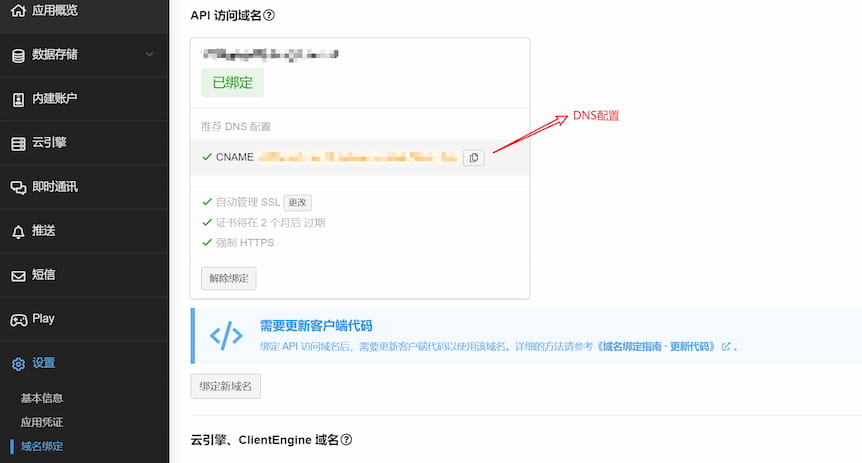 应用概览
数据存储
内建账户
云引擎
即时通讯
推送
短信
Play
设置
基本信息
应用凭证
域名绑定
API 访问域名
已绑定
推荐 DNS 配置
CNAME
DNS配置
自动管理 SSL 更改
证书将在 2 个月后 过期
强制 HTTPS
解除绑定
需要更新客户端代码
绑定 API 访问域名后，需要更新客户端代码以使用该域名。详细的方法请参考《域名绑定指南 · 更新代码》 。
绑定新域名
云引擎、ClientEngine 域名